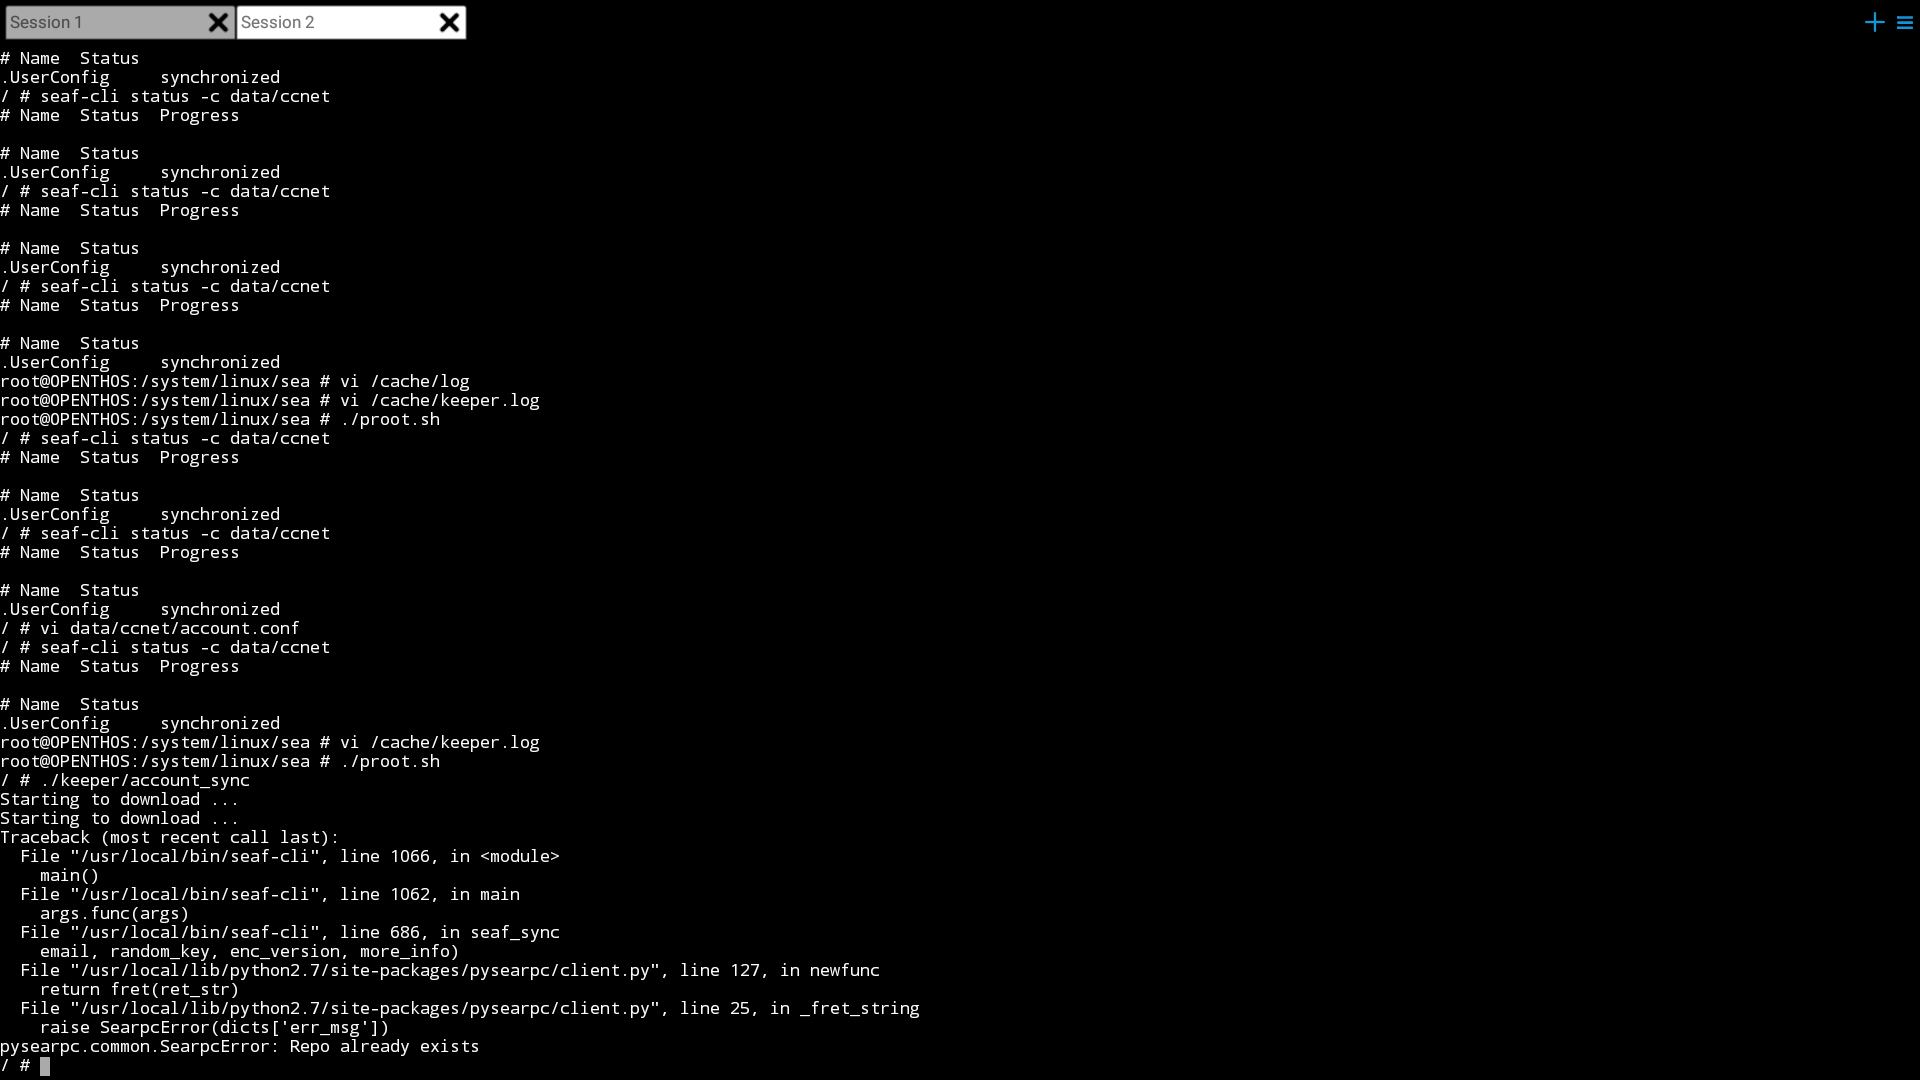 Session 1
Session 2
# Name  Status
.UserConfig     synchronized
/ # seaf-cli status -c data/ccnet
# Name  Status  Progress
# Name  Status
.UserConfig     synchronized
/ # seaf-cli status -c data/ccnet
# Name  Status  Progress
# Name  Status
.UserConfig     synchronized
/ # seaf-cli status -c data/ccnet
# Name  Status  Progress
# Name  Status
.UserConfig     synchronized
root@OPENTHOS:/system/linux/sea # vi /cache/log
root@OPENTHOS:/system/linux/sea # vi /cache/keeper.log
root@OPENTHOS:/system/linux/sea # ./proot.sh
/ # seaf-cli status -c data/ccnet
# Name  Status  Progress
# Name  Status
.UserConfig     synchronized
/ # seaf-cli status -c data/ccnet
# Name  Status  Progress
# Name  Status
.UserConfig     synchronized
/ # vi data/ccnet/account.conf
/ # seaf-cli status -c data/ccnet
# Name  Status  Progress
# Name  Status
.UserConfig     synchronized
root@OPENTHOS:/system/linux/sea # vi /cache/keeper.log
root@OPENTHOS:/system/linux/sea # ./proot.sh
/ # ./keeper/account_sync
Starting to download ...
Starting to download ...
Traceback (most recent call last):
  File "/usr/local/bin/seaf-cli", line 1066, in <module>
    main()
  File "/usr/local/bin/seaf-cli", line 1062, in main
    args.func(args)
  File "/usr/local/bin/seaf-cli", line 686, in seaf_sync
    email, random_key, enc_version, more_info)
  File "/usr/local/lib/python2.7/site-packages/pysearpc/client.py", line 127, in newfunc
    return fret(ret_str)
  File "/usr/local/lib/python2.7/site-packages/pysearpc/client.py", line 25, in _fret_string
    raise SearpcError(dicts['err_msg'])
pysearpc.common.SearpcError: Repo already exists
/ #